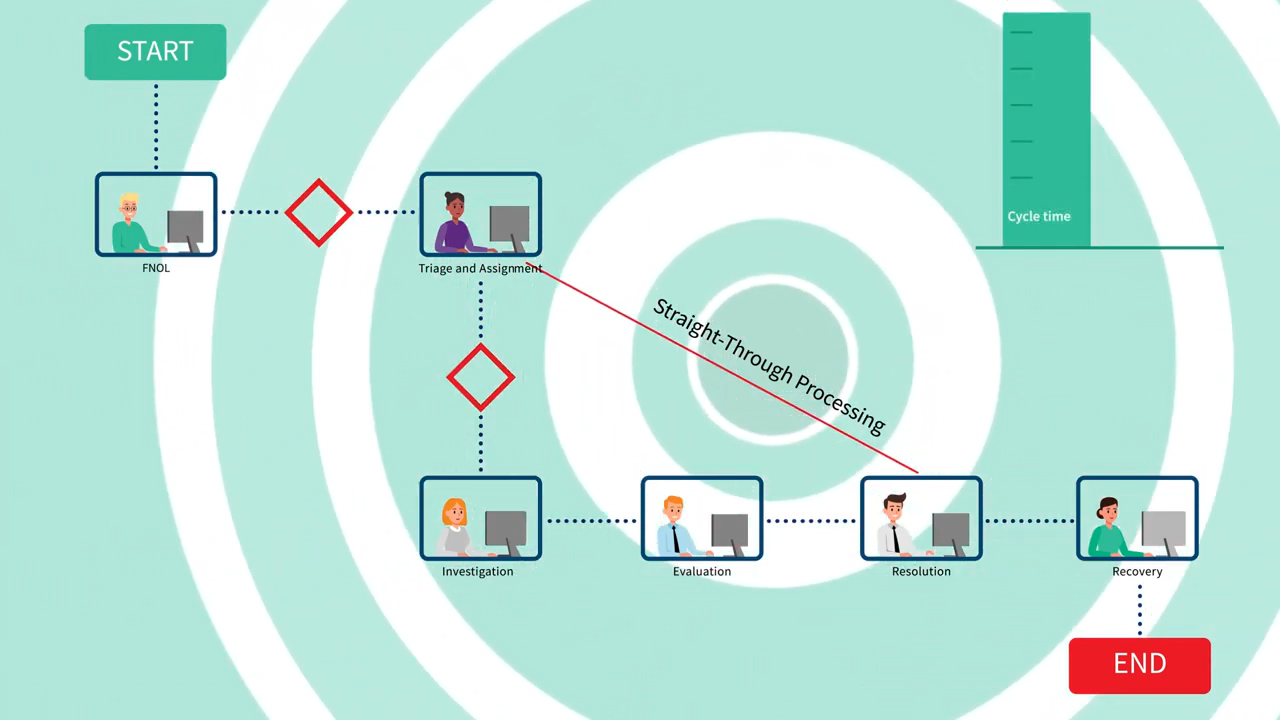 START
Cycle time
FNOL
Triage and Assignment
Straight-Through Processing
Investigation
Evaluation
Resolution
Recovery
END